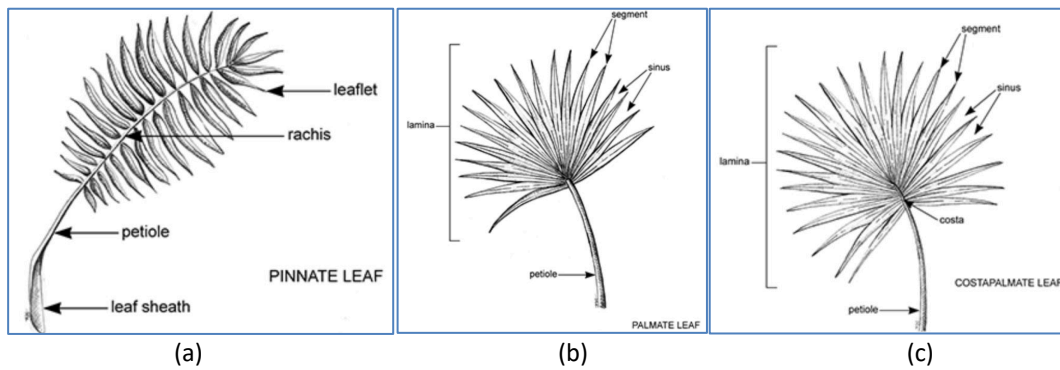 leaflet
rachis
petiole
PINNATE LEAF
leaf sheath
(a)
segment
sinus
lamina
petiole
PALMATE LEAF
(b)
segment
sinus
lamina
costa
COSTAPALMATE LEAF
petiole
(c)